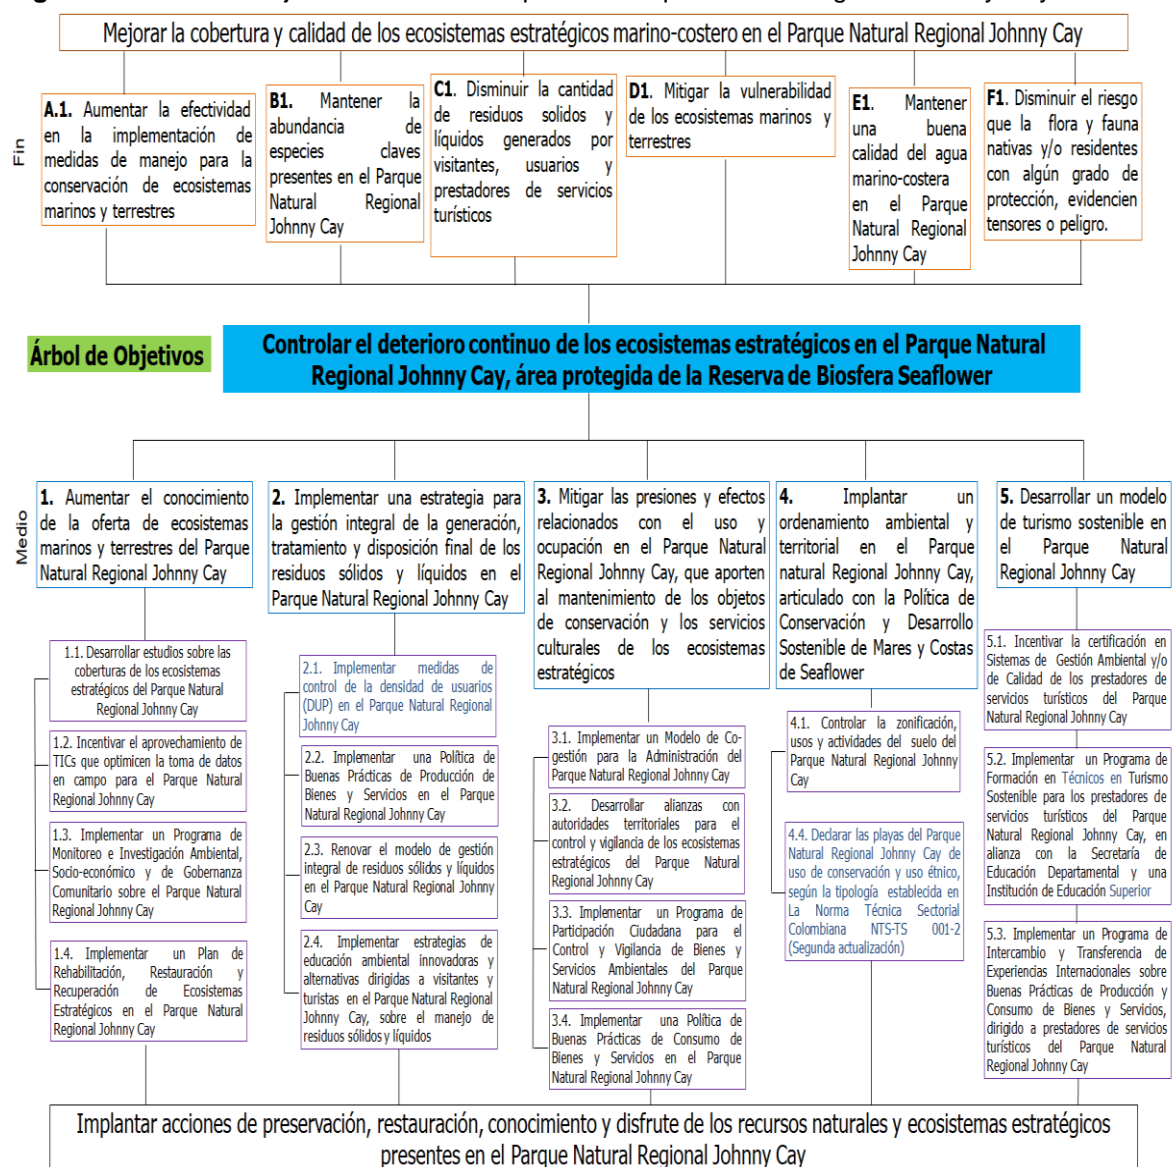 Mejorar la cobertura y calidad de los ecosistemas estratégicos marino-costero en el Parque Natural Regional Johnny Cay
Fin
A.1. Aumentar la efectividad
en la implementación de
medidas de manejo para la
conservación de ecosistemas
marinos y terrestres
B1. Mantener la
abundancia de
especies claves
presentes en el Parque
Natural Regional
Johnny Cay
C1. Disminuir la cantidad
de residuos solidos y
líquidos generados por
visitantes, usuarios y
prestadores de servicios
turísticos
D1. Mitigar la vulnerabilidad
de los ecosistemas marinos y
terrestres
E1. Mantener
una buena
calidad del agua
marino-costera
en el Parque
Natural Regional
Johnny Cay
F1. Disminuir el riesgo
que la flora y fauna
nativas y/o residentes
con algún grado de
protección, evidencien
tensores o peligro.
Árbol de Objetivos
Controlar el deterioro continuo de los ecosistemas estratégicos en el Parque Natural
Regional Johnny Cay, área protegida de la Reserva de Biosfera Seaflower
Medio
1. Aumentar el conocimiento
de la oferta de ecosistemas
marinos y terrestres del Parque
Natural Regional Johnny Cay
1.1. Desarrollar estudios sobre las
coberturas de los ecosistemas
estratégicos del Parque Natural
Regional Johnny Cay
1.2. Incentivar el aprovechamiento de
TICs que optimicen la toma de datos
en campo para el Parque Natural
Regional Johnny Cay
1.3. Implementar un Programa de
Monitoreo e Investigación Ambiental,
Socio-económico y de Gobernanza
Comunitario sobre el Parque Natural
Regional Johnny Cay
1.4. Implementar un Plan de
Rehabilitación, Restauración y
Recuperación de Ecosistemas
Estratégicos en el Parque Natural
Regional Johnny Cay
2. Implementar una estrategia para
la gestión integral de la generación,
tratamiento y disposición final de los
residuos sólidos y líquidos en el
Parque Natural Regional Johnny Cay
2.1. Implementar medidas de
control de la densidad de usuarios
(DUP) en el Parque Natural Regional
Johnny Cay
2.2. Implementar una Política de
Buenas Prácticas de Producción de
Bienes y Servicios en el Parque
Natural Regional Johnny Cay
2.3. Renovar el modelo de gestión
integral de residuos sólidos y líquidos
en el Parque Natural Regional Johnny
Cay
2.4. Implementar estrategias de
educación ambiental innovadoras y
alternativas dirigidas a visitantes y
turistas en el Parque Natural Regional
Johnny Cay, sobre el manejo de
residuos sólidos y líquidos
3. Mitigar las presiones y efectos
relacionados con el uso y
ocupación en el Parque Natural
Regional Johnny Cay, que aporten
al mantenimiento de los objetos
de conservación y los servicios
culturales de los ecosistemas
estratégicos
3.1. Implementar un Modelo de Co-
gestión para la Administración del
Parque Natural Regional Johnny Cay
3.2. Desarrollar alianzas con
autoridades territoriales para el
control y vigilancia de los ecosistemas
estratégicos del Parque Natural
Regional Johnny Cay
3.3. Implementar un Programa de
Participación Ciudadana para el
Control y Vigilancia de Bienes y
Servicios Ambientales del Parque
Natural Regional Johnny Cay
3.4. Implementar una Política de
Buenas Prácticas de Consumo de
Bienes y Servicios en el Parque
Natural Regional Johnny Cay
4. Implantar un
ordenamiento ambiental y
territorial en el Parque
natural Regional Johnny Cay,
articulado con la Política de
Conservación y Desarrollo
Sostenible de Mares y Costas
de Seaflower
4.1. Controlar la zonificación,
usos y actividades del suelo del
Parque Natural Regional Johnny
Cay
4.4. Declarar las playas del Parque
Natural Regional Johnny Cay de
uso de conservación y uso étnico,
según la tipología establecida en
La Norma Técnica Sectorial
Colombiana NTS-TS 001-2
(Segunda actualización)
5. Desarrollar un modelo
de turismo sostenible en
el Parque Natural
Regional Johnny Cay
5.1. Incentivar la certificación en
Sistemas de Gestión Ambiental y/o
de Calidad de los prestadores de
servicios turísticos del Parque
Natural Regional Johnny Cay
5.2. Implementar un Programa de
Formación en Técnicos en Turismo
Sostenible para los prestadores de
servicios turísticos del Parque
Natural Regional Johnny Cay, en
alianza con la Secretaría de
Educación Departamental y una
Institución de Educación Superior
5.3. Implementar un Programa de
Intercambio y Transferencia de
Experiencias Internacionales sobre
Buenas Prácticas de Producción y
Consumo de Bienes y Servicios,
dirigido a prestadores de servicios
turísticos del Parque Natural
Regional Johnny Cay
Implantar acciones de preservación, restauración, conocimiento y disfrute de los recursos naturales y ecosistemas estratégicos
presentes en el Parque Natural Regional Johnny Cay